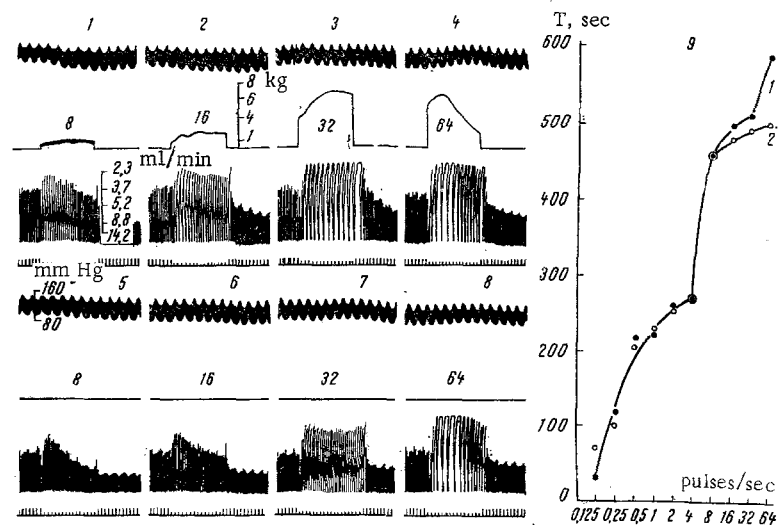 1 2 3 4
8 kg
6
4
1
8 16 32 64
ml/min
2,3
3,7
5,2
8,8
14,2
mm Hg
160
80
5 6 7 8
8 16 32 64
T, sec
600
500
400
300
200
100
0
9
1
2
pulses/sec
0,125 0,25 0,5 1 2 4 8 16 32 64